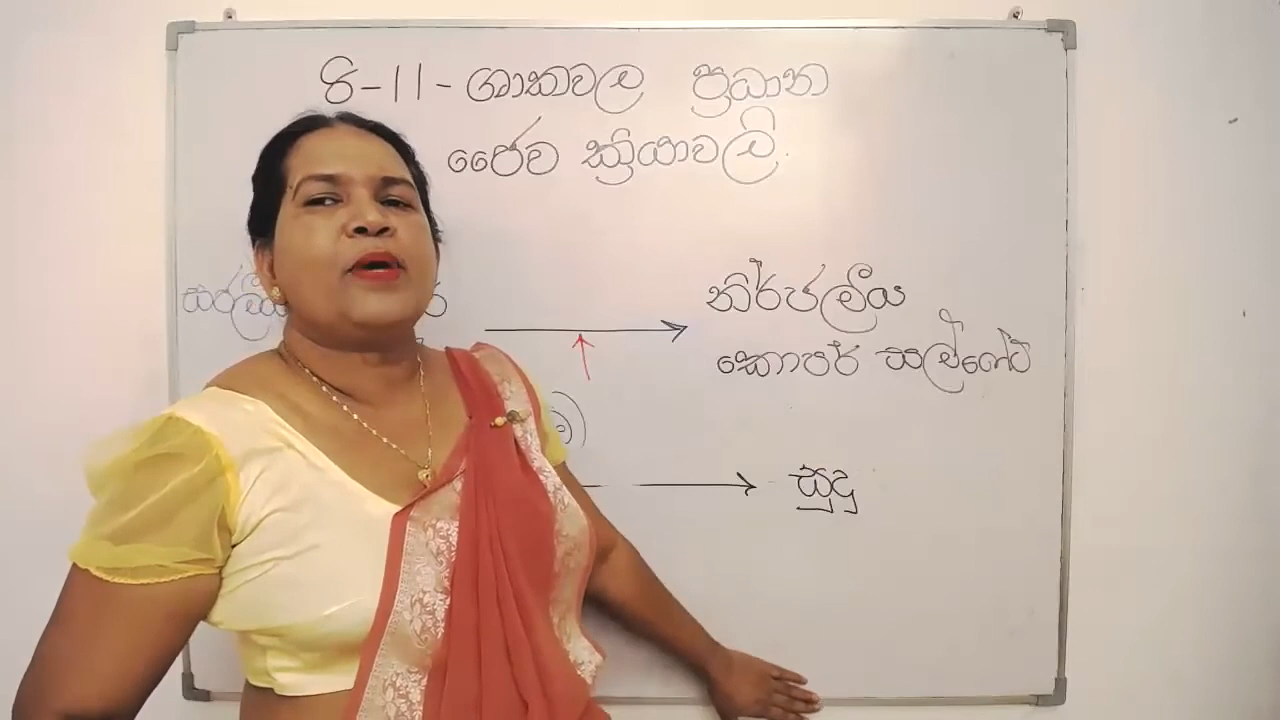 8-11- ශාකවල ප්‍රධාන
ජෛව ක්‍රියාවලි.
නිර්ජලීය
කොපර් සල්ෆේට්
සුදු